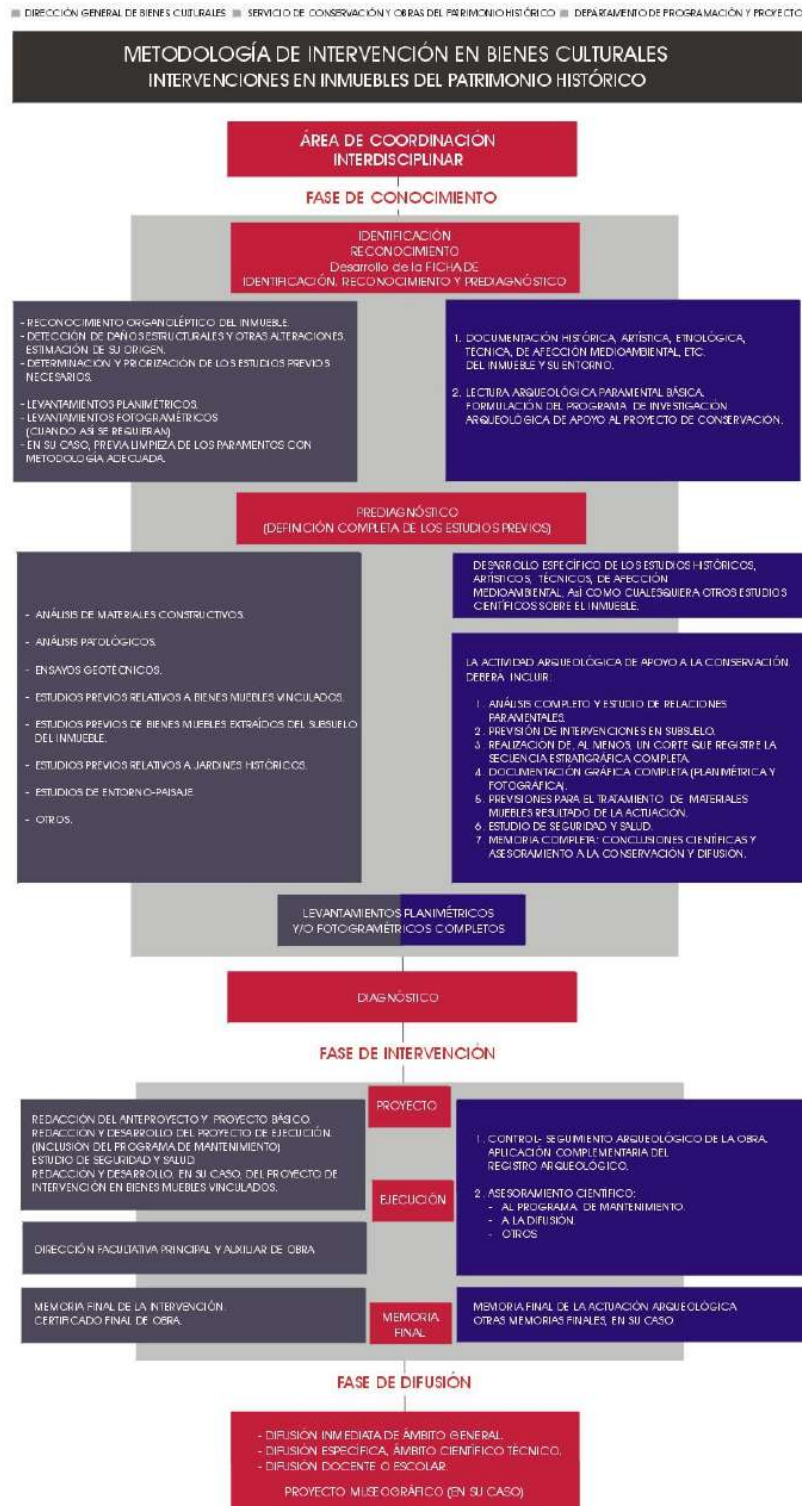 DIRECCIÓN GENERAL DE BIENES CULTURALES SERVICIO DE CONSERVACIÓN Y OBRAS DEL PATRIMONIO HISTÓRICO DEPARTAMENTO DE PROGRAMACIÓN Y PROYECTO
METODOLOGÍA DE INTERVENCIÓN EN BIENES CULTURALES
INTERVENCIONES EN INMUEBLES DEL PATRIMONIO HISTÓRICO
ÁREA DE COORDINACIÓN
INTERDISCIPLINAR
FASE DE CONOCIMIENTO
IDENTIFICACIÓN
RECONOCIMIENTO
Desarrollo de la FICHA DE
IDENTIFICACIÓN, RECONOCIMIENTO Y PREDIAGNÓSTICO
- RECONOCIMIENTO ORGANOLÉPTICO DEL INMUEBLE.
- DETECCIÓN DE DAÑOS ESTRUCTURALES Y OTRAS ALTERACIONES.
ESTIMACIÓN DE SU ORIGEN.
- DETERMINACIÓN Y PRIORIZACIÓN DE LOS ESTUDIOS PREVIOS
NECESARIOS.
- LEVANTAMIENTOS PLANIMÉTRICOS.
- LEVANTAMIENTOS FOTOGRAMÉTRICOS
(CUANDO ASÍ SE REQUIERAN)
- EN SU CASO, PREVIA LIMPIEZA DE LOS PARAMENTOS CON
METODOLOGÍA ADECUADA.
1. DOCUMENTACIÓN HISTÓRICA, ARTÍSTICA, ETNOLÓGICA,
TÉCNICA, DE AFECCIÓN MEDIOAMBIENTAL, ETC.
DEL INMUEBLE Y SU ENTORNO.
2. LECTURA ARQUEOLÓGICA PARAMENTAL BÁSICA.
FORMULACIÓN DEL PROGRAMA DE INVESTIGACIÓN
ARQUEOLÓGICA DE APOYO AL PROYECTO DE CONSERVACIÓN.
PREDIAGNÓSTICO
(DEFINICIÓN COMPLETA DE LOS ESTUDIOS PREVIOS)
- ANÁLISIS DE MATERIALES CONSTRUCTIVOS.
- ANÁLISIS PATOLÓGICOS.
- ENSAYOS GEOTÉCNICOS.
- ESTUDIOS PREVIOS RELATIVOS A BIENES MUEBLES VINCULADOS.
- ESTUDIOS PREVIOS DE BIENES MUEBLES EXTRAÍDOS DEL SUBSUELO
DEL INMUEBLE.
- ESTUDIOS PREVIOS RELATIVOS A JARDINES HISTÓRICOS.
- ESTUDIOS DE ENTORNO-PAISAJE
- OTROS.
DESARROLLO ESPECÍFICO DE LOS ESTUDIOS HISTÓRICOS,
ARTÍSTICOS, TÉCNICOS, DE AFECCIÓN
MEDIOAMBIENTAL, ASÍ COMO CUALESQUIERA OTROS ESTUDIOS
CIENTÍFICOS SOBRE EL INMUEBLE.
LA ACTIVIDAD ARQUEOLÓGICA DE APOYO A LA CONSERVACIÓN
DEBERÁ INCLUIR:
1. ANÁLISIS COMPLETO Y ESTUDIO DE RELACIONES
PARAMENTALES.
2. PREVISIÓN DE INTERVENCIONES EN SUBSUELO.
3. REALIZACIÓN DE, AL MENOS, UN CORTE QUE REGISTRE LA
SECUENCIA ESTRATIGRÁFICA COMPLETA.
4. DOCUMENTACIÓN GRÁFICA COMPLETA (PLANIMÉTRICA Y
FOTOGRÁFICA).
5. PREVISIONES PARA EL TRATAMIENTO DE MATERIALES
MUEBLES RESULTADO DE LA ACTUACIÓN.
6. ESTUDIO DE SEGURIDAD Y SALUD.
7. MEMORIA COMPLETA: CONCLUSIONES CIENTÍFICAS Y
ASESORAMIENTO A LA CONSERVACIÓN Y DIFUSIÓN.
LEVANTAMIENTOS PLANIMÉTRICOS
Y/O FOTOGRAMÉTRICOS COMPLETOS
DIAGNÓSTICO
FASE DE INTERVENCIÓN
PROYECTO
REDACCIÓN DEL ANTEPROYECTO Y PROYECTO BÁSICO.
REDACCIÓN Y DESARROLLO DEL PROYECTO DE EJECUCIÓN.
(INCLUSIÓN DEL PROGRAMA DE MANTENIMIENTO)
ESTUDIO DE SEGURIDAD Y SALUD
REDACCIÓN Y DESARROLLO, EN SU CASO, DEL PROYECTO DE
INTERVENCIÓN EN BIENES MUEBLES VINCULADOS.
1. CONTROL- SEGUIMIENTO ARQUEOLÓGICO DE LA OBRA.
APLICACIÓN COMPLEMENTARIA DEL
REGISTRO ARQUEOLÓGICO.
2. ASESORAMIENTO CIENTÍFICO:
- AL PROGRAMA DE MANTENIMIENTO.
- A LA DIFUSIÓN.
- OTROS
EJECUCIÓN
DIRECCIÓN FACULTATIVA PRINCIPAL Y AUXILIAR DE OBRA
MEMORIA FINAL DE LA INTERVENCIÓN.
CERTIFICADO FINAL DE OBRA.
MEMORIA
FINAL
MEMORIA FINAL DE LA ACTUACIÓN ARQUEOLÓGICA
OTRAS MEMORIAS FINALES, EN SU CASO.
FASE DE DIFUSIÓN
- DIFUSIÓN INMEDIATA DE ÁMBITO GENERAL.
- DIFUSIÓN ESPECÍFICA, ÁMBITO CIENTÍFICO TÉCNICO.
- DIFUSIÓN DOCENTE O ESCOLAR.
PROYECTO MUSEOGRÁFICO (EN SU CASO)